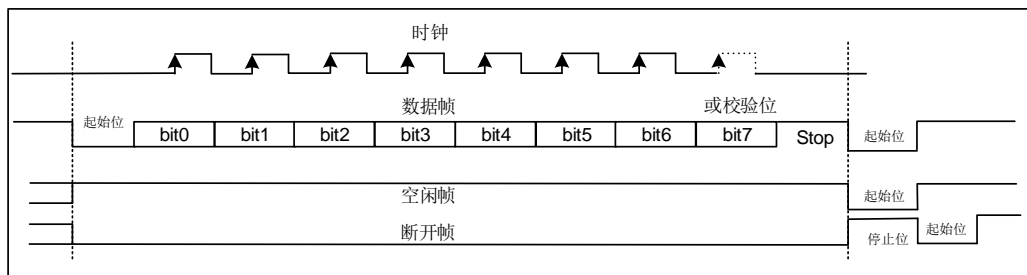 时钟
数据帧 或校验位
起始位 bit0 bit1 bit2 bit3 bit4 bit5 bit6 bit7 Stop 起始位
空闲帧 起始位
断开帧 停止位 起始位